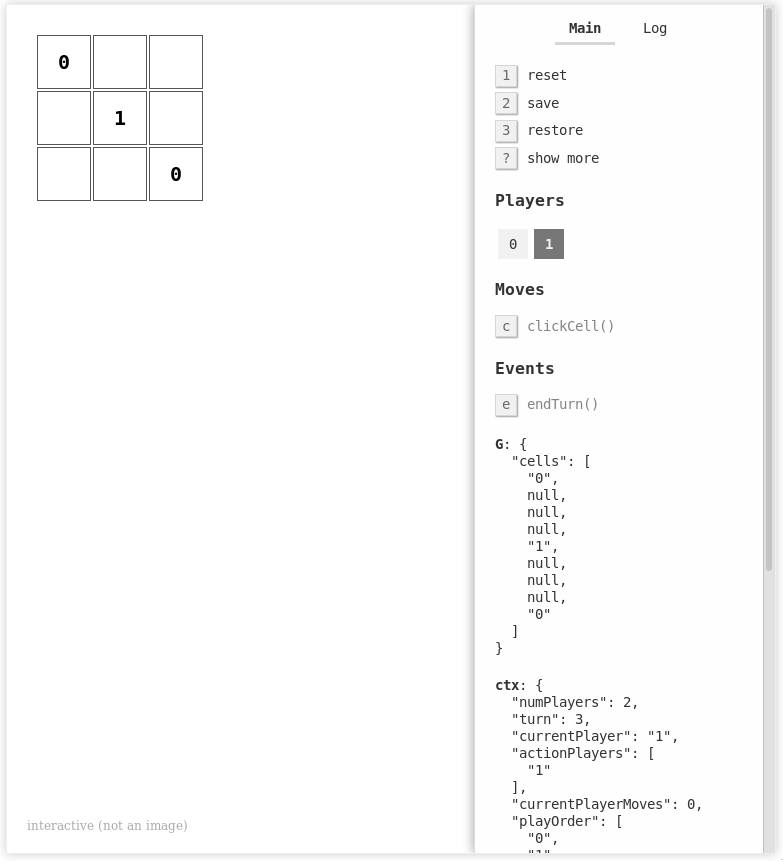 0
1
0
interactive (not an image)
Main Log
1 reset
2 save
3 restore
? show more
Players
0 1
Moves
c clickCell()
Events
e endTurn()
G: {
"cells": [
"0",
null,
null,
null,
"1",
null,
null,
null,
"0"
]
}
ctx: {
"numPlayers": 2,
"turn": 3,
"currentPlayer": "1",
"actionPlayers": [
"1"
],
"currentPlayerMoves": 0,
"playOrder": [
"0",